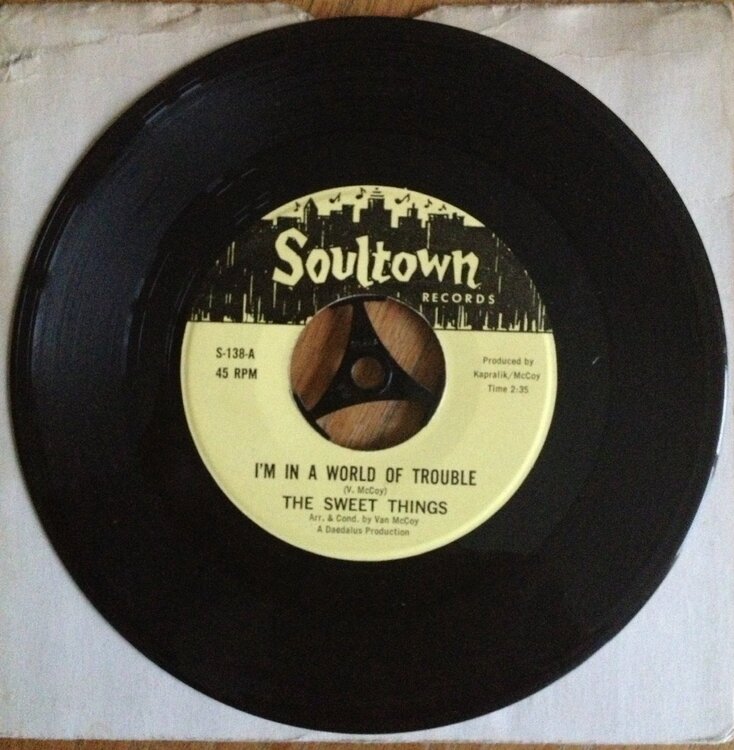 Soultown
RECORDS
S-138-A
45 RPM
Produced by
Kapralik/McCoy
Time 2:35
I'M IN A WORLD OF TROUBLE
(V. McCoy)
THE SWEET THINGS
Arr. & Cond. by Van McCoy
A Daedalus Production